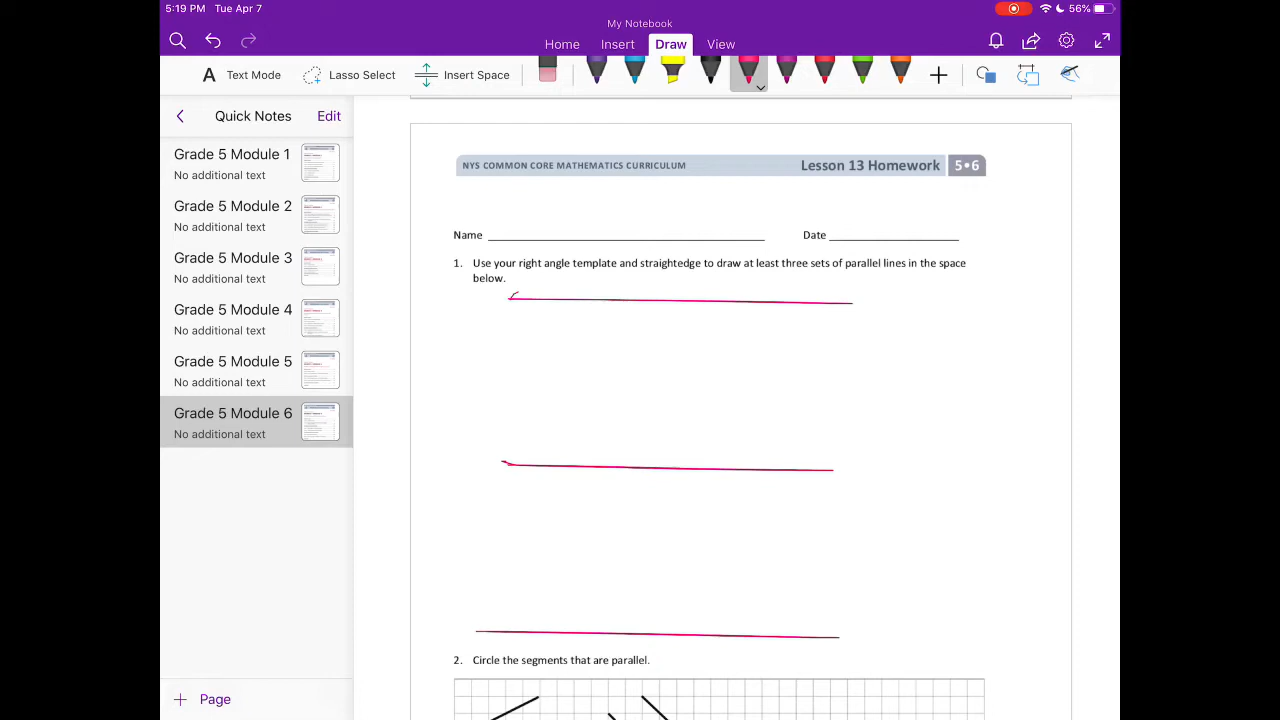 5:19 PM Tue Apr 7
56%
My Notebook
Home Insert Draw View
A Text Mode Lasso Select Insert Space
Quick Notes Edit
Grade 5 Module 1
No additional text
Grade 5 Module 2
No additional text
Grade 5 Module 3
No additional text
Grade 5 Module 4
No additional text
Grade 5 Module 5
No additional text
Grade 5 Module 6
No additional text
Page
NYS COMMON CORE MATHEMATICS CURRICULUM Lesson 13 Homework 5•6
Name Date
1. Use your right angle template and straightedge to draw at least three sets of parallel lines in the space
below.
2. Circle the segments that are parallel.